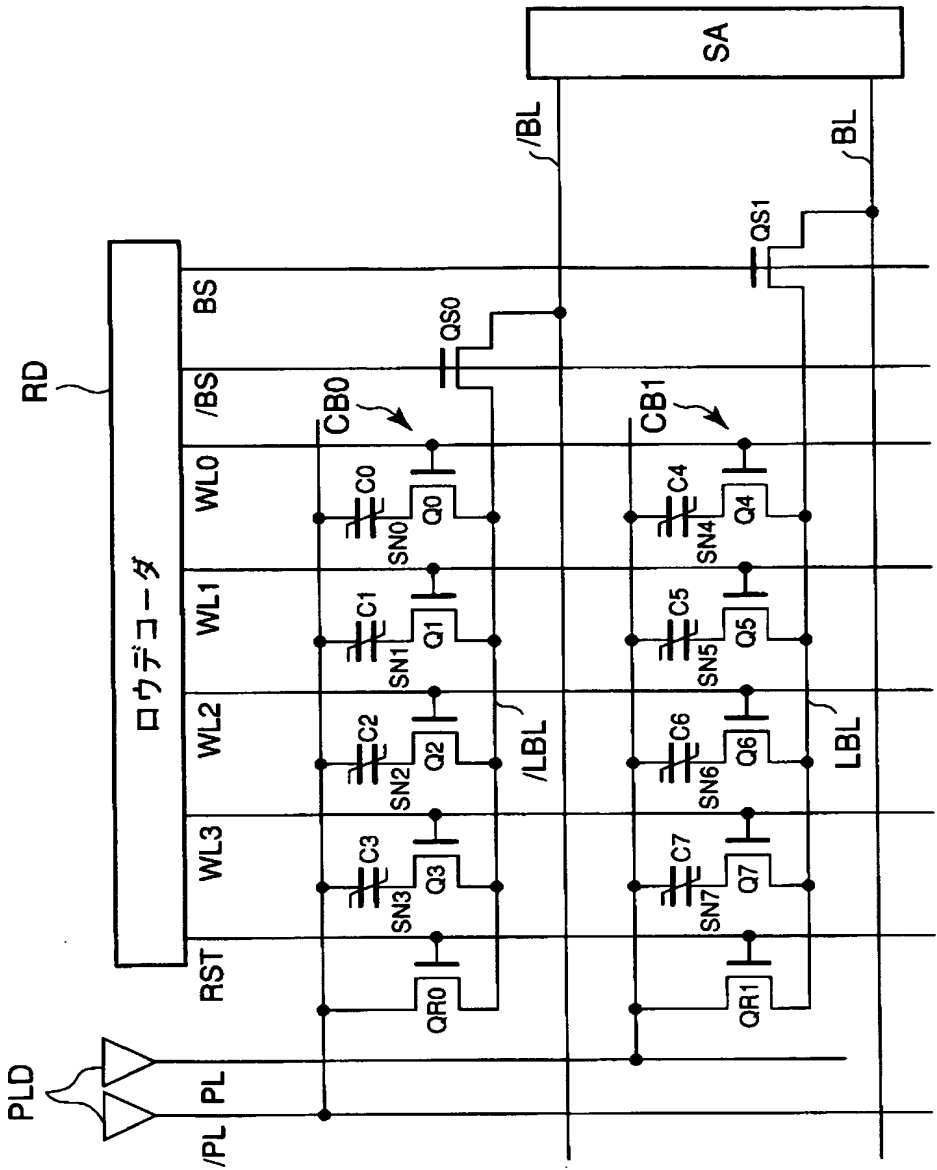 PLD
/PL
PL
RD
ロウデコーダ
RST
WL3
WL2
WL1
WL0
/BS
BS
SA
CB0
C3
C2
C1
C0
SN3
SN2
SN1
SN0
QR0
Q3
Q2
Q1
Q0
QS0
/LBL
/BL
CB1
C7
C6
C5
C4
SN7
SN6
SN5
SN4
QR1
Q7
Q6
Q5
Q4
QS1
LBL
BL